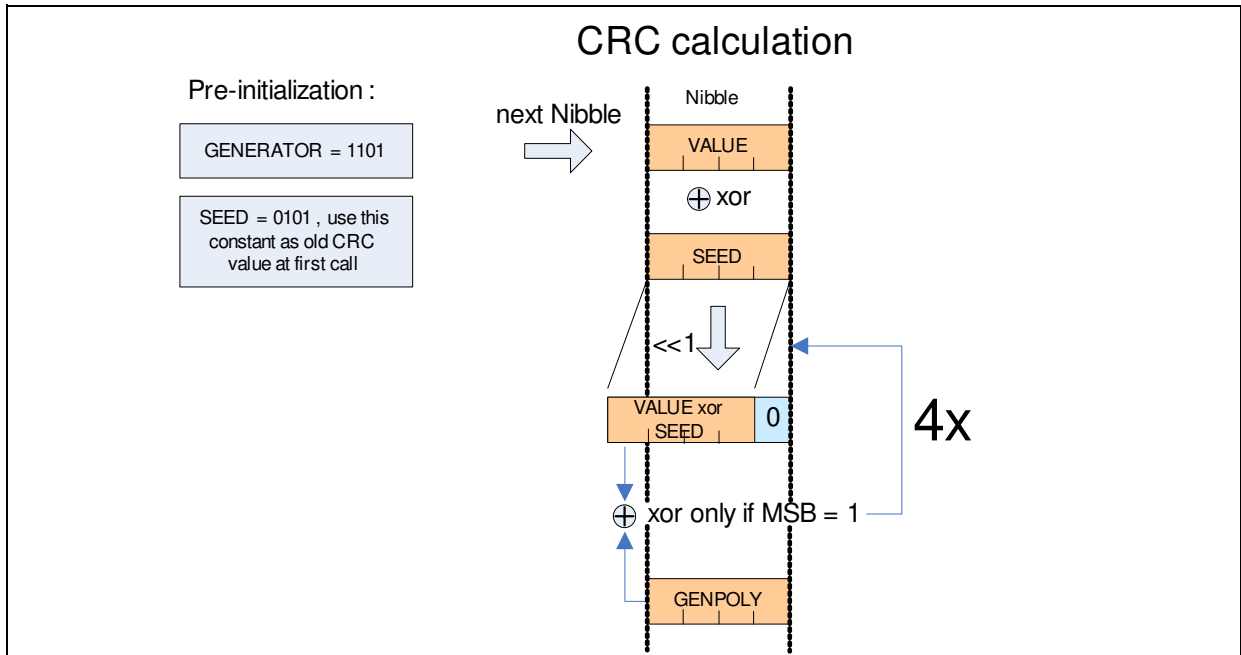 CRC calculation
Pre-initialization :
GENERATOR = 1101
SEED = 0101 , use this
constant as old CRC
value at first call
next Nibble
Nibble
VALUE
xor
SEED
<<1
VALUE xor
SEED
0
4x
xor only if MSB = 1
GENPOLY